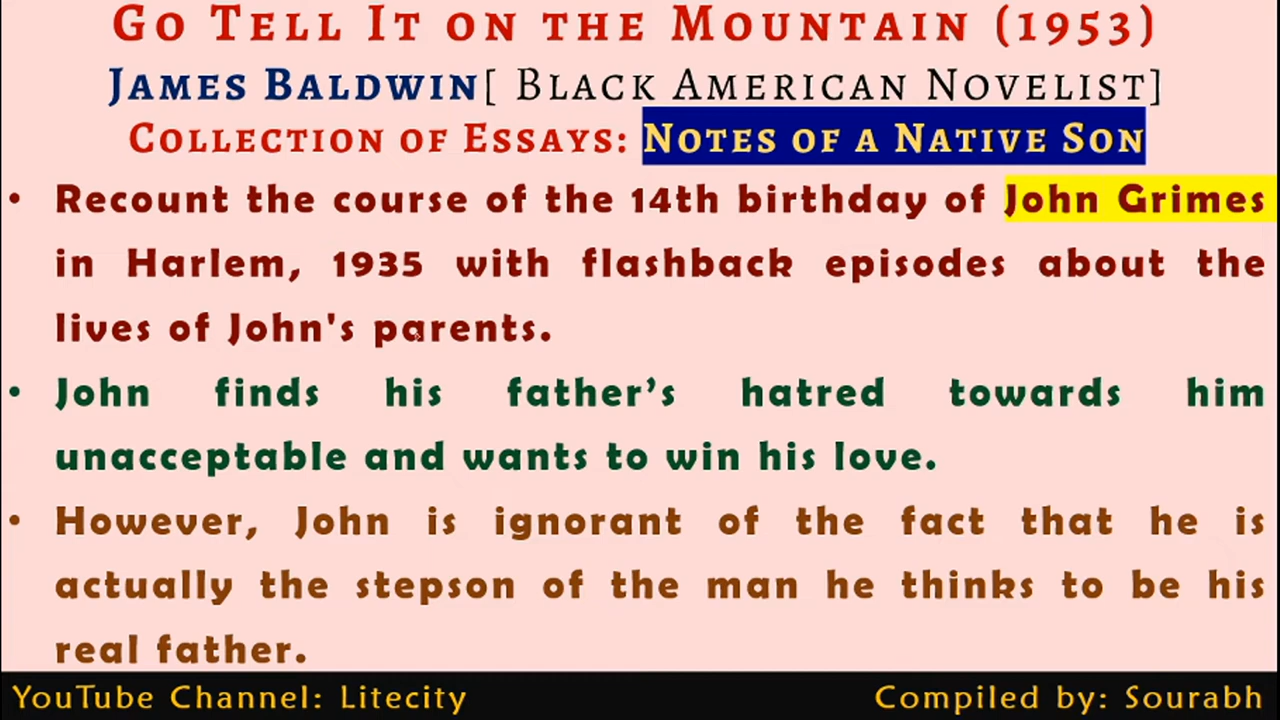 GO TELL IT ON THE MOUNTAIN (1953)
JAMES BALDWIN[ BLACK AMERICAN NOVELIST]
COLLECTION OF ESSAYS: NOTES OF A NATIVE SON
• Recount the course of the 14th birthday of John Grimes
in Harlem, 1935 with flashback episodes about the
lives of John's parents.
• John finds his father’s hatred towards him
unacceptable and wants to win his love.
• However, John is ignorant of the fact that he is
actually the stepson of the man he thinks to be his
real father.
YouTube Channel: Litecity Compiled by: Sourabh